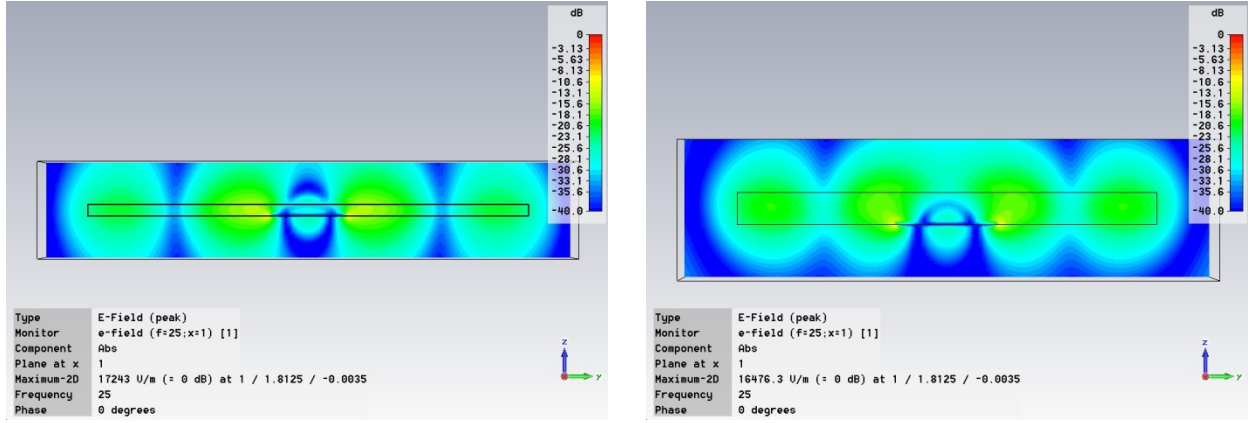 dB
0
-3.13
-5.63
-8.13
-10.6
-13.1
-15.6
-18.1
-20.6
-23.1
-25.6
-28.1
-30.6
-33.1
-35.6
-40.0
Type E-Field (peak)
Monitor e-field (f=25;x=1) [1]
Component Abs
Plane at x 1
Maximum-2D 17243 V/m (= 0 dB) at 1 / 1.8125 / -0.0035
Frequency 25
Phase 0 degrees
z
y
dB
0
-3.13
-5.63
-8.13
-10.6
-13.1
-15.6
-18.1
-20.6
-23.1
-25.6
-28.1
-30.6
-33.1
-35.6
-40.0
Type E-Field (peak)
Monitor e-field (f=25;x=1) [1]
Component Abs
Plane at x 1
Maximum-2D 16476.3 V/m (= 0 dB) at 1 / 1.8125 / -0.0035
Frequency 25
Phase 0 degrees
z
y